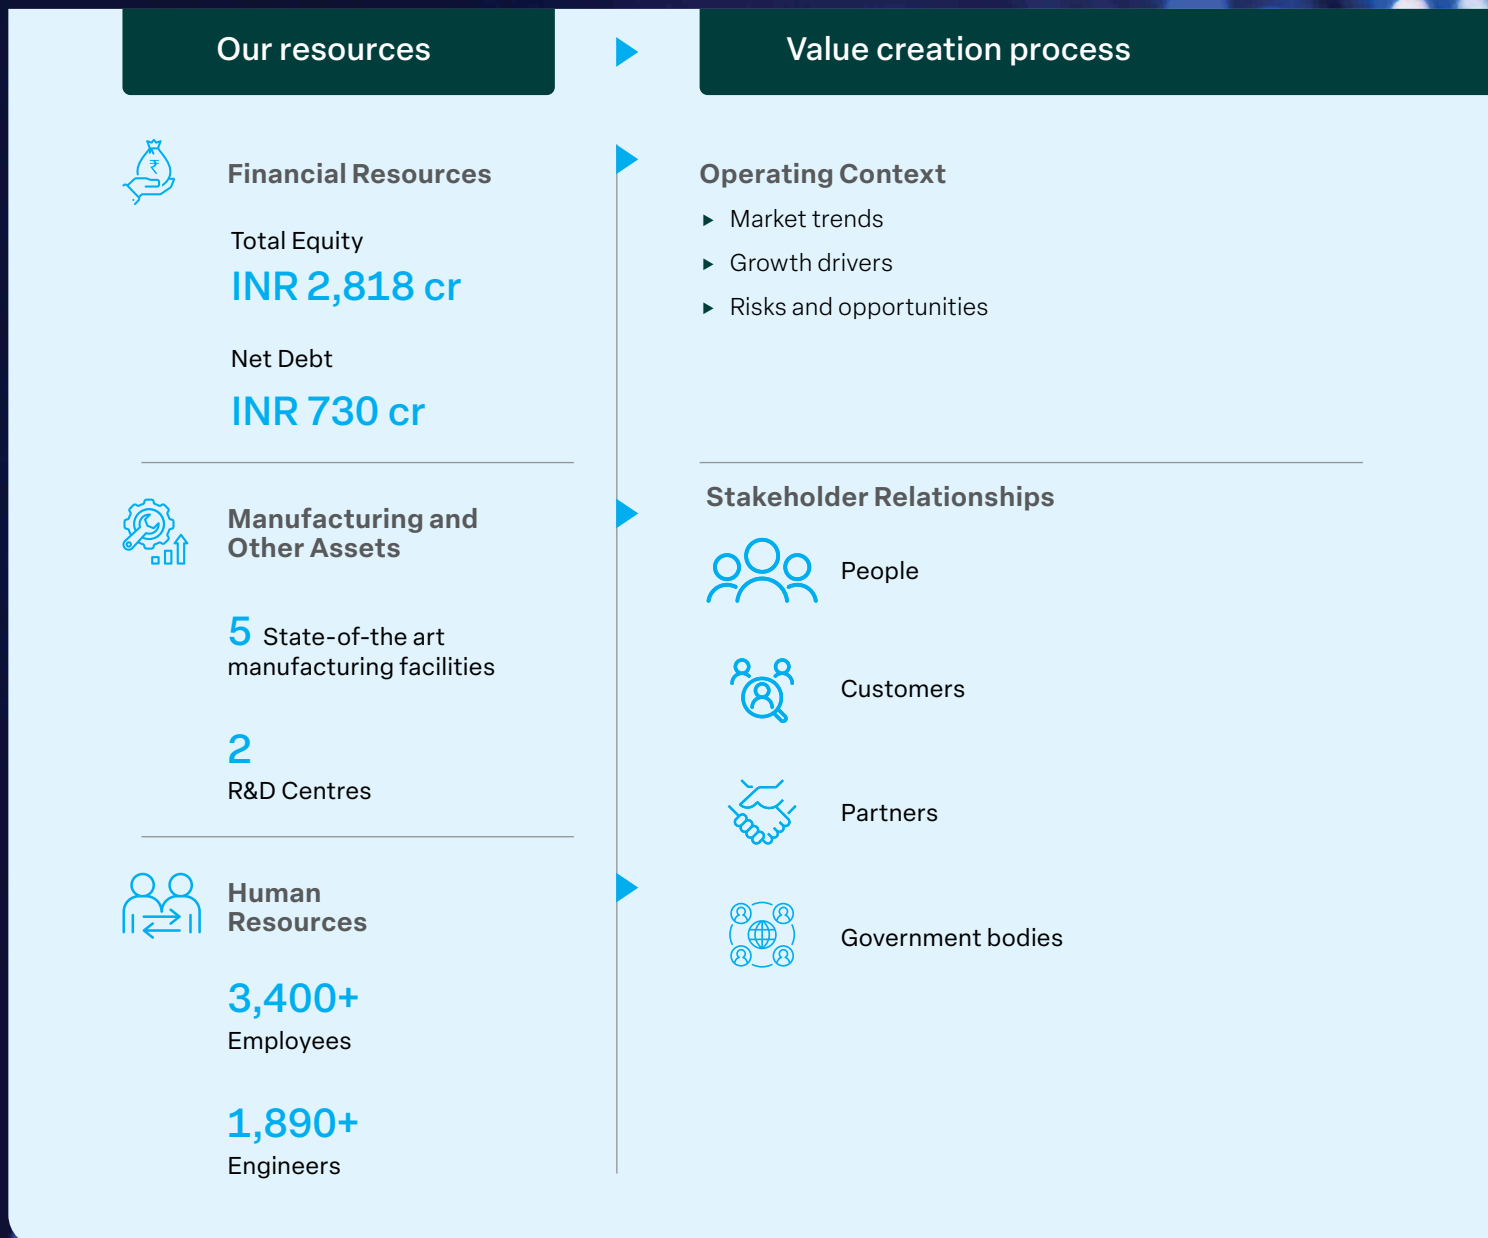 Our resources
Value creation process
Financial Resources
Total Equity
INR 2,818 cr
Net Debt
INR 730 cr
Manufacturing and
Other Assets
5 State-of-the art
manufacturing facilities
2
R&D Centres
Human
Resources
3,400+
Employees
1,890+
Engineers
Operating Context
Market trends
Growth drivers
Risks and opportunities
Stakeholder Relationships
People
Customers
Partners
Government bodies